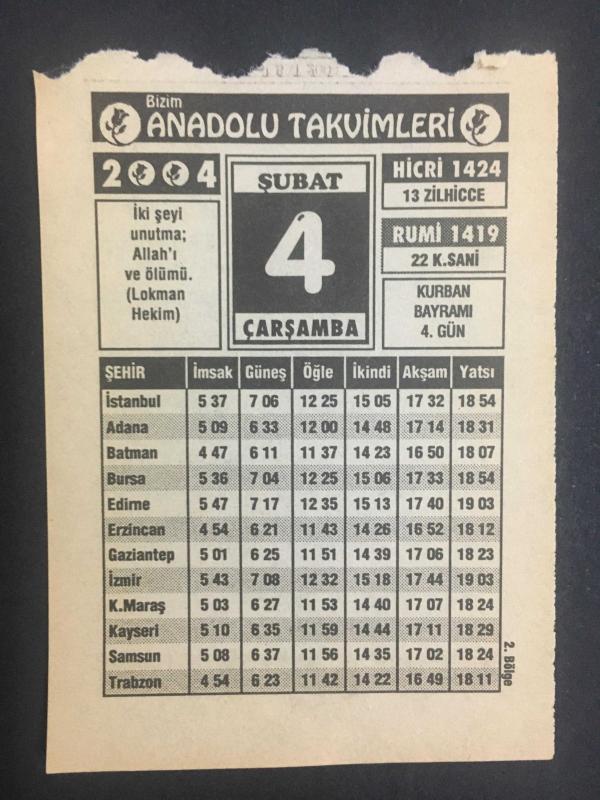 Bizim
ANADOLU TAKVİMLERİ
2004
İki şeyi
unutma;
Allah'ı
ve ölümü.
(Lokman
Hekim)
ŞUBAT
4
ÇARŞAMBA
HİCRİ 1424
13 ZİLHİCCE
RUMİ 1419
22 K.SANİ
KURBAN
BAYRAMI
4. GÜN
ŞEHİR İmsak Güneş Öğle İkindi Akşam Yatsı
İstanbul 5 37 7 06 12 25 15 05 17 32 18 54
Adana 5 09 6 33 12 00 14 48 17 14 18 31
Batman 4 47 6 11 11 37 14 23 16 50 18 07
Bursa 5 36 7 04 12 25 15 06 17 33 18 54
Edirne 5 47 7 17 12 35 15 13 17 40 19 03
Erzincan 4 54 6 21 11 43 14 26 16 52 18 12
Gaziantep 5 01 6 25 11 51 14 39 17 06 18 23
İzmir 5 43 7 08 12 32 15 18 17 44 19 03
K.Maraş 5 03 6 27 11 53 14 40 17 07 18 24
Kayseri 5 10 6 35 11 59 14 44 17 11 18 29
Samsun 5 08 6 37 11 56 14 35 17 02 18 24
Trabzon 4 54 6 23 11 42 14 22 16 49 18 11
2. Bölge